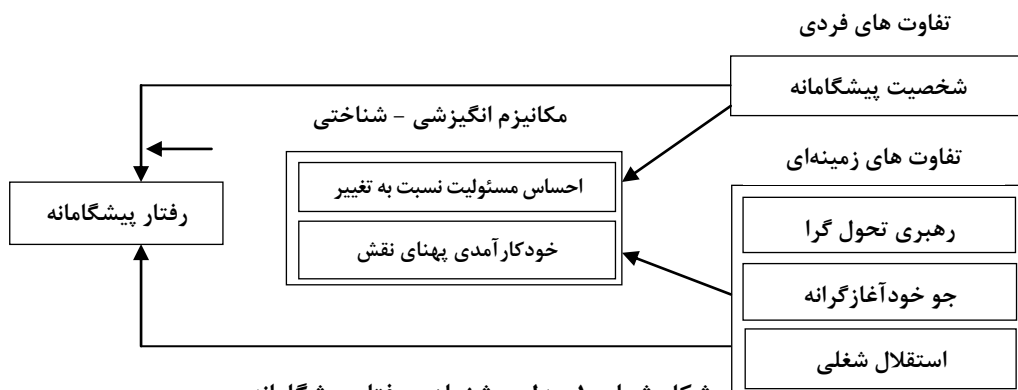 تفاوت های فردی
شخصیت پیشگامانه
مکانیزم انگیزشی - شناختی
تفاوت های زمینه‌ای
احساس مسئولیت نسبت به تغییر
رفتار پیشگامانه
رهبری تحول گرا
خودکارآمدی پهنای نقش
جو خودآغازگرانه
استقلال شغلی